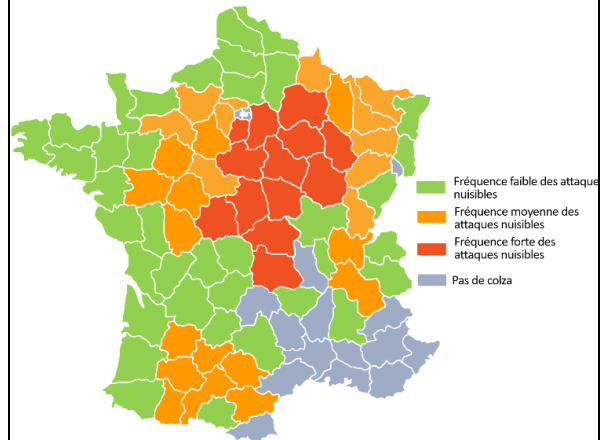 Fréquence faible des attaque
nuisibles
Fréquence moyenne des
attaques nuisibles
Fréquence forte des
attaques nuisibles
Pas de colza